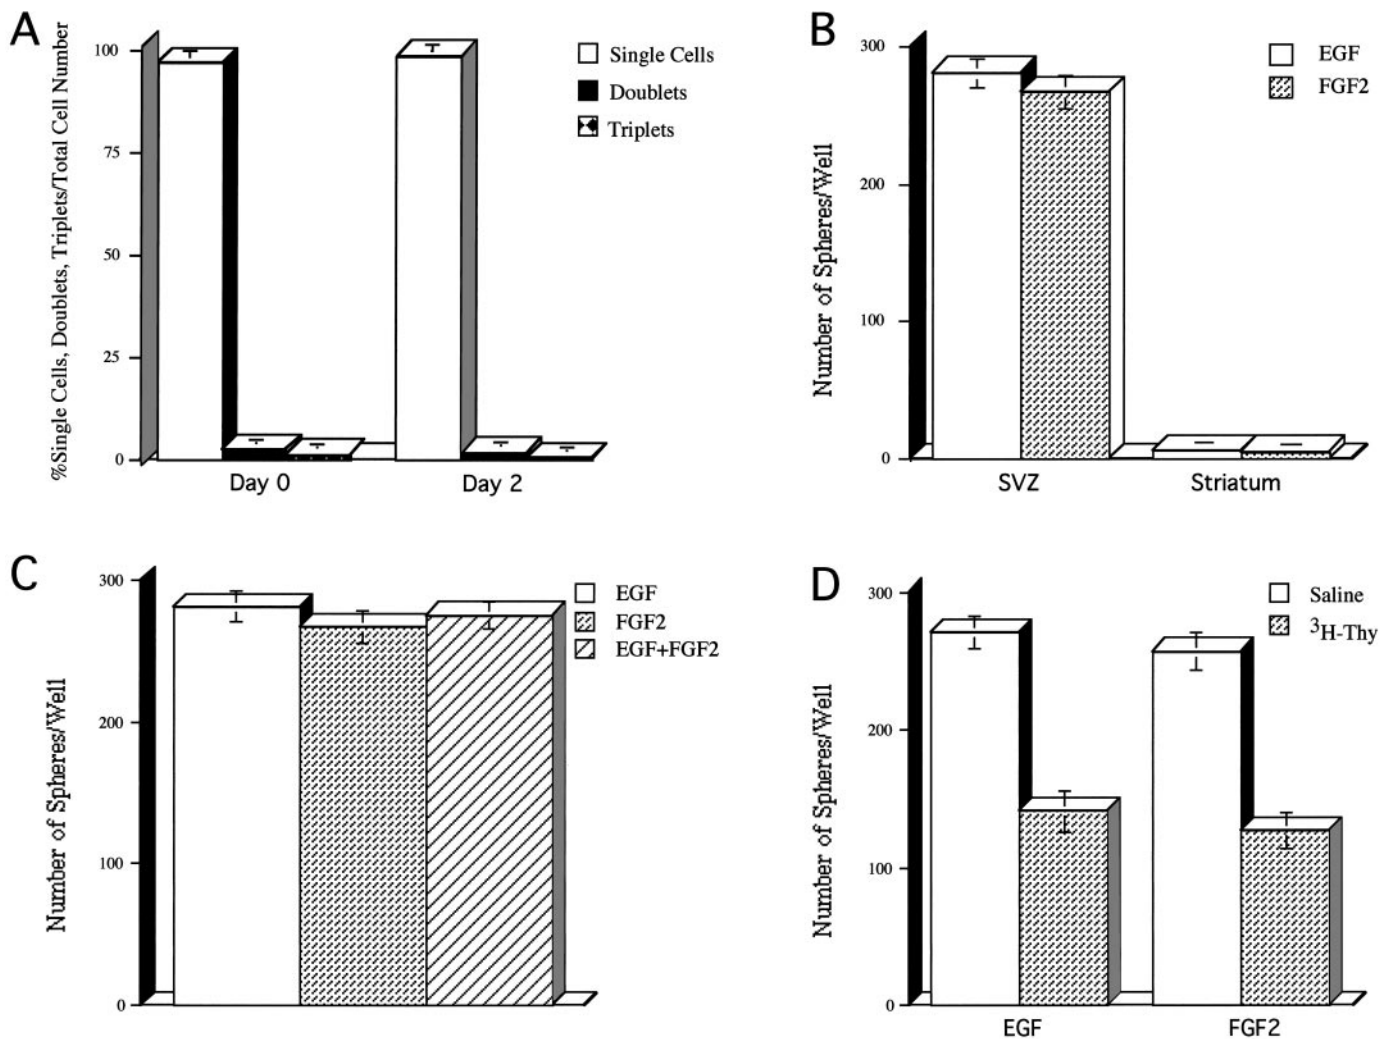 A
%Single Cells, Doublets, Triplets/Total Cell Number
100
75
50
25
0
Day 0
Day 2
Single Cells
Doublets
Triplets
B
Number of Spheres/Well
300
200
100
0
SVZ
Striatum
EGF
FGF2
C
Number of Spheres/Well
300
200
100
0
EGF
FGF2
EGF+FGF2
D
Number of Spheres/Well
300
200
100
0
EGF
FGF2
Saline
³H-Thy